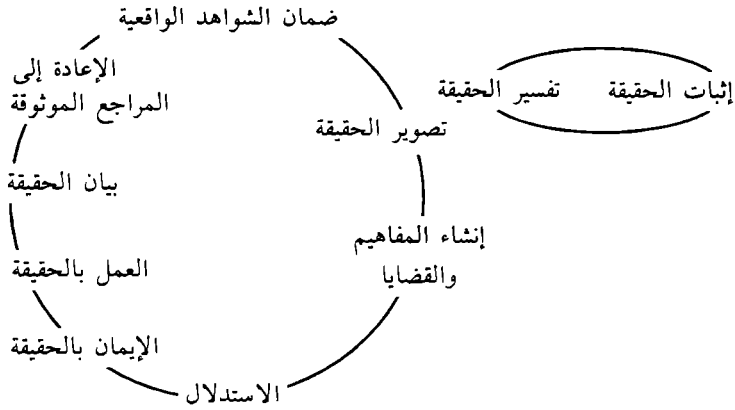 ضمان الشواهد الواقعية
الإعادة إلى
المراجع الموثوقة
بيان الحقيقة
العمل بالحقيقة
الإيمان بالحقيقة
الاستدلال
إنشاء المفاهيم
والقضايا
تصوير الحقيقة
إثبات الحقيقة
تفسير الحقيقة